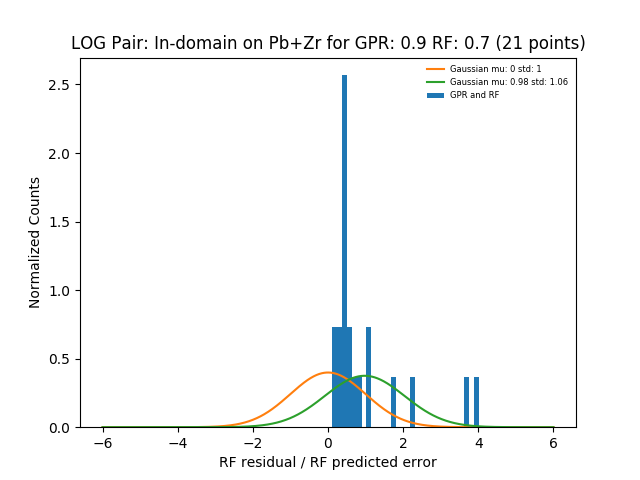 LOG Pair: In-domain on Pb+Zr for GPR: 0.9 RF: 0.7 (21 points)
Gaussian mu: 0 std: 1
Gaussian mu: 0.98 std: 1.06
GPR and RF
Normalized Counts
2.5
2.0
1.5
1.0
0.5
0.0
−6 −4 −2 0 2 4 6
RF residual / RF predicted error